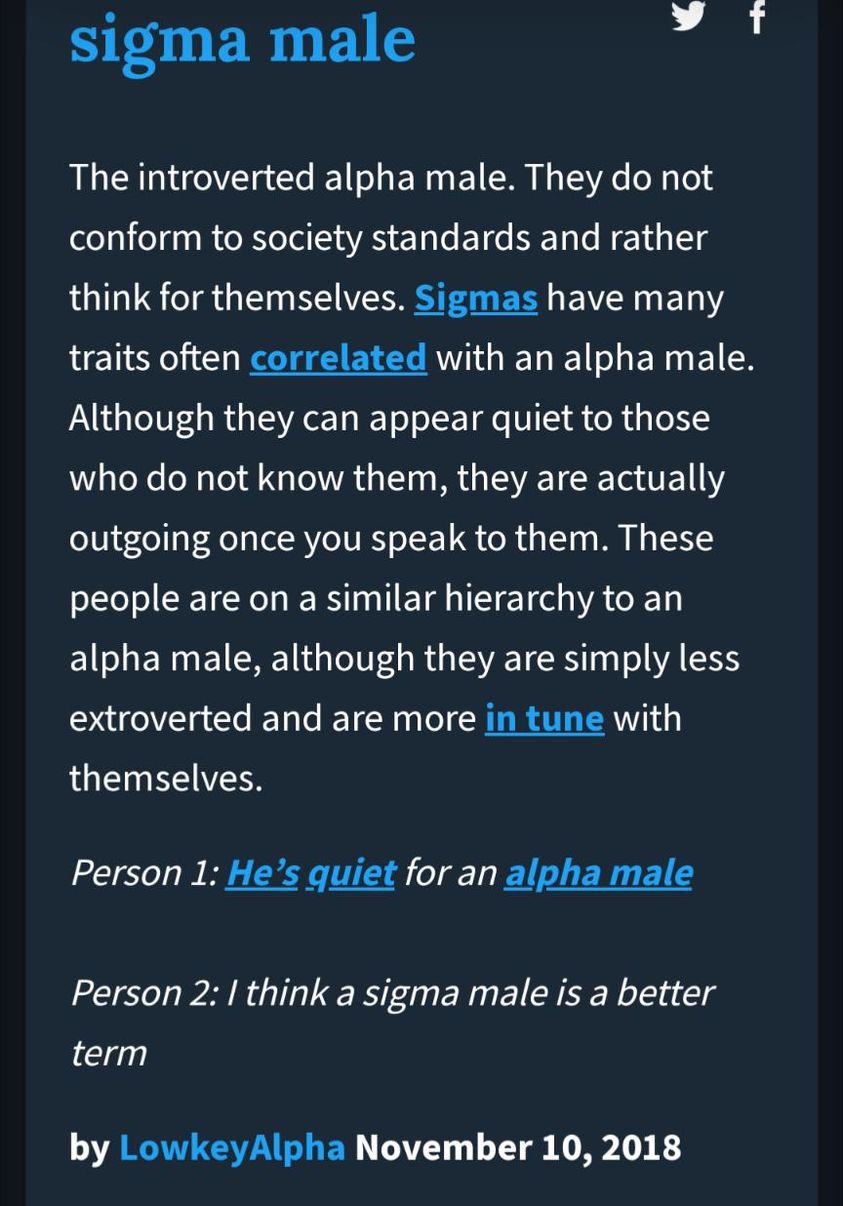 sigma male
The introverted alpha male. They do not
conform to society standards and rather
think for themselves. Sigmas have many
traits often correlated with an alpha male.
Although they can appear quiet to those
who do not know them, they are actually
outgoing once you speak to them. These
people are on a similar hierarchy to an
alpha male, although they are simply less
extroverted and are more in tune with
themselves.
Person 1: He’s quiet for an alpha male
Person 2: I think a sigma male is a better
term
by LowkeyAlpha November 10, 2018